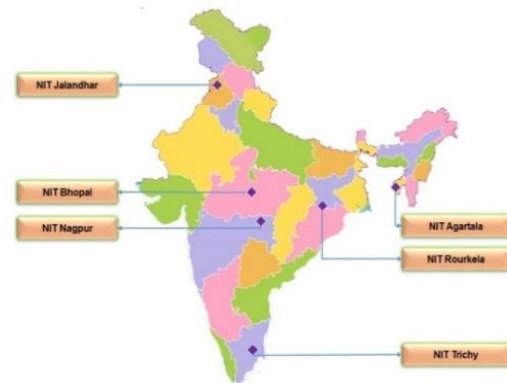 NIT Jalandhar
NIT Bhopal
NIT Nagpur
NIT Agartala
NIT Rourkela
NIT Trichy